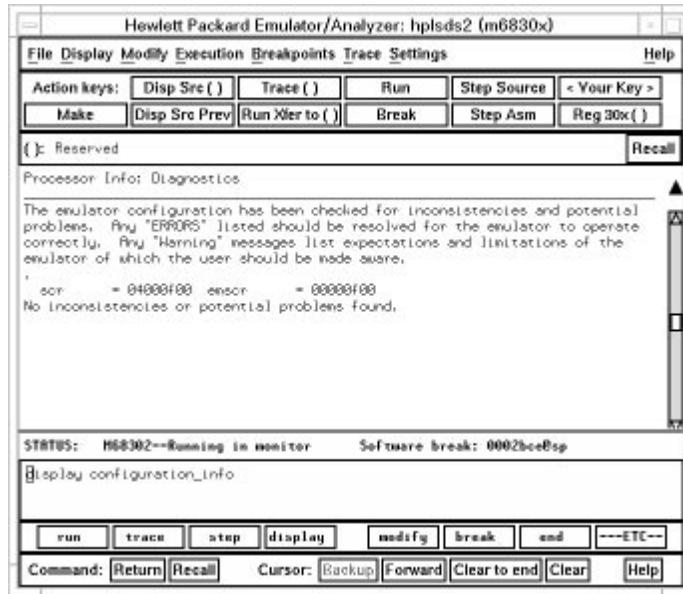 Hewlett Packard Emulator/Analyzer: hplsds2 (m6830x)
File Display Modify Execution Breakpoints Trace Settings Help
Action keys: Disp Src ( ) Trace ( ) Run Step Source < Your Key >
Make Disp Src Prev Run Xfer to ( ) Break Step Asm Reg 30x ( )
( ): Reserved Recall
Processor Info: Diagnostics
The emulator configuration has been checked for inconsistencies and potential
problems. Any "ERRORS" listed should be resolved for the emulator to operate
correctly. Any "Warning" messages list expectations and limitations of the
emulator of which the user should be made aware.
scr = 04000f00 emscr = 00000f00
No inconsistencies or potential problems found.
STATUS: M68302--Running in monitor Software break: 0002bce@sp
display configuration_info
run trace step display modify break end ---ETC--
Command: Return Recall Cursor: Backup Forward Clear to end Clear Help